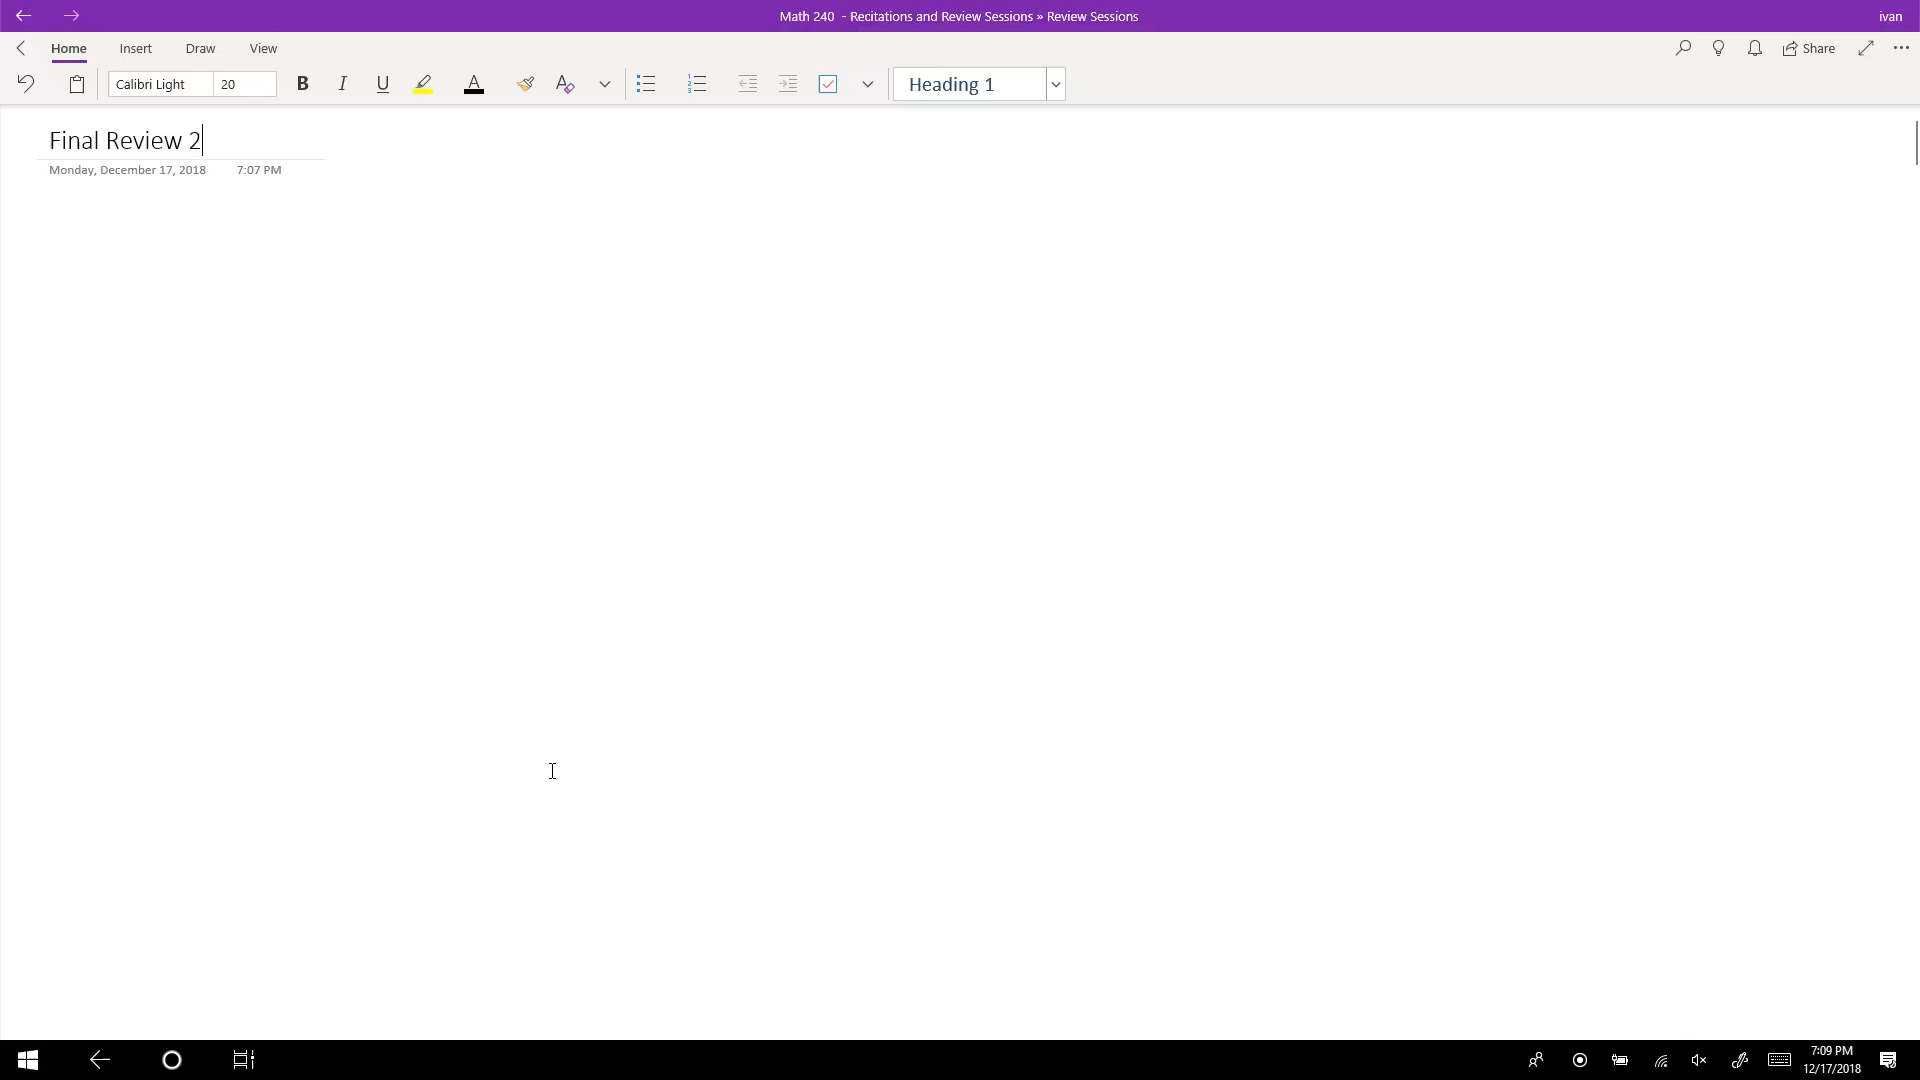 Math 240 - Recitations and Review Sessions » Review Sessions
ivan
Home Insert Draw View
Share
Calibri Light 20 B I U A A Heading 1
Final Review 2
Monday, December 17, 2018 7:07 PM
7:09 PM
12/17/2018